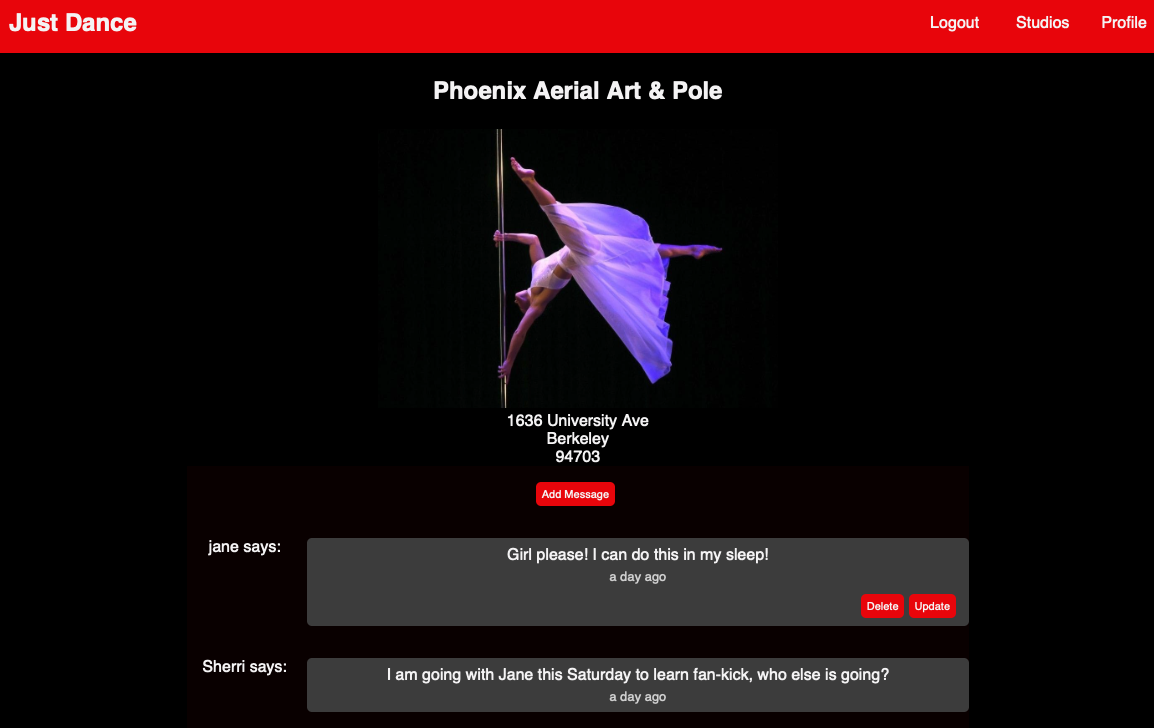 Just Dance
Logout Studios Profile
Phoenix Aerial Art & Pole
1636 University Ave
Berkeley
94703
Add Message
jane says:
Girl please! I can do this in my sleep!
a day ago
Delete Update
Sherri says:
I am going with Jane this Saturday to learn fan-kick, who else is going?
a day ago